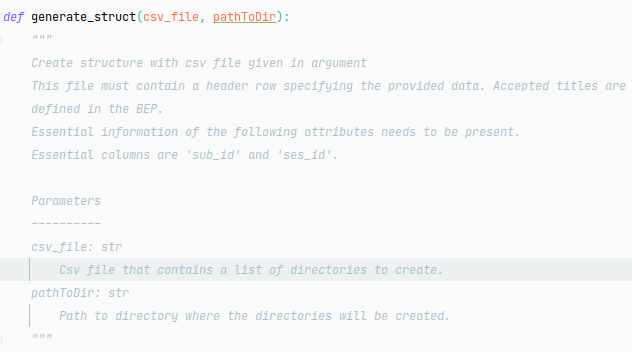 def generate_struct(csv_file, pathToDir):
"""
Create structure with csv file given in argument
This file must contain a header row specifying the provided data. Accepted titles are
defined in the BEP.
Essential information of the following attributes needs to be present.
Essential columns are 'sub_id' and 'ses_id'.
Parameters
----------
csv_file: str
Csv file that contains a list of directories to create.
pathToDir: str
Path to directory where the directories will be created.
"""